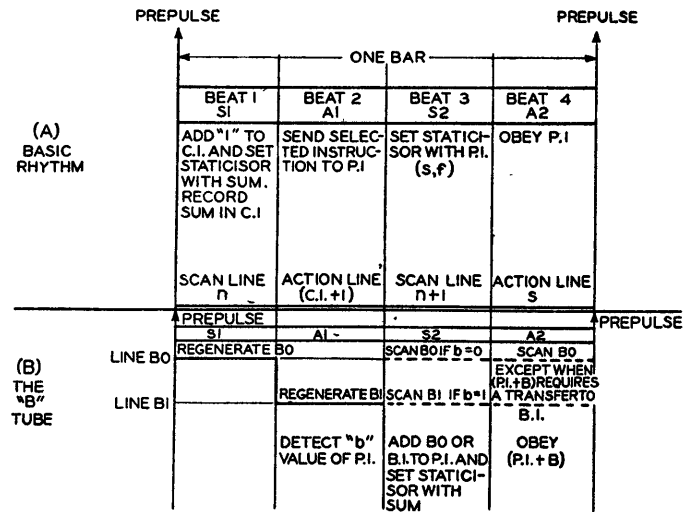 PREPULSE
PREPULSE
ONE BAR
BEAT 1
S1
BEAT 2
A1
BEAT 3
S2
BEAT 4
A2
(A)
BASIC
RHYTHM
ADD "1" TO
C.I. AND SET
STATICISOR
WITH SUM.
RECORD
SUM IN C.I
SEND SELEC-
TED INSTRUC-
TION TO P.I
SET STATICI-
SOR WITH P.I.
(s,f)
OBEY P.I
SCAN LINE
n
ACTION LINE
(C.I.+1)
SCAN LINE
n+1
ACTION LINE
s
PREPULSE
PREPULSE
S1
A1
S2
A2
(B)
THE
"B"
TUBE
LINE B0
REGENERATE B0
SCAN B0 IF b=0
SCAN B0
EXCEPT WHEN
(P.I.+B) REQUIRES
A TRANSFER TO
B.I.
LINE B1
REGENERATE B1
SCAN B1 IF b=1
DETECT "b"
VALUE OF P.I.
ADD B0 OR
B.I. TO P.I. AND
SET STATICI-
SOR WITH
SUM
OBEY
(P.I.+B)